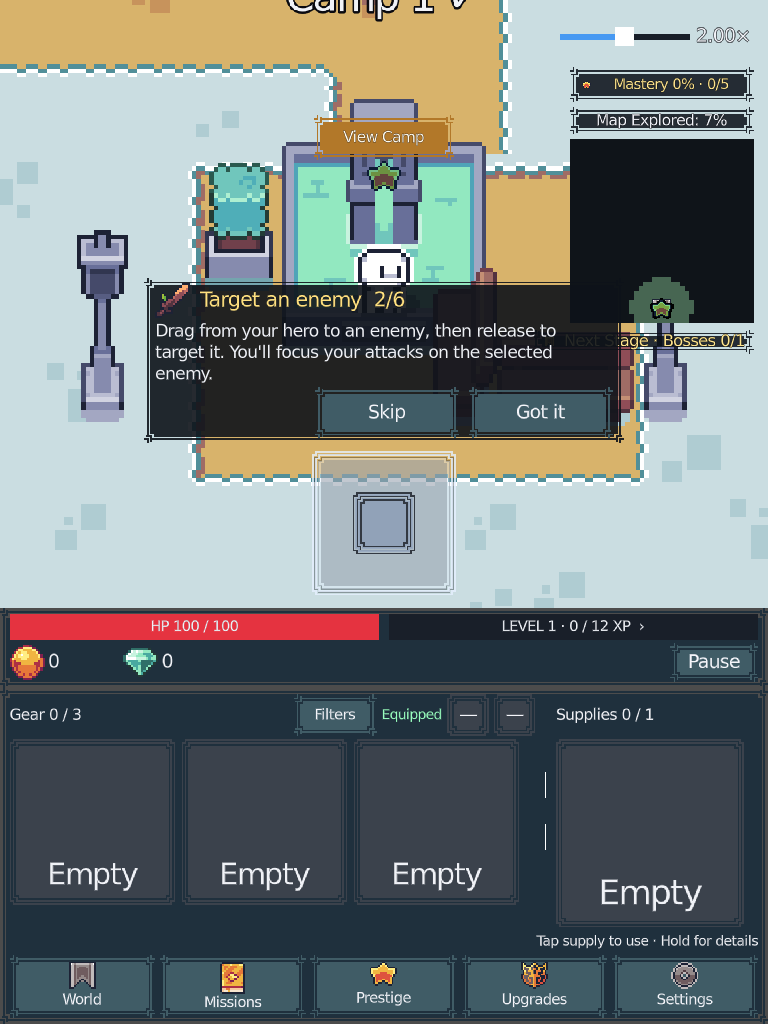 Camp 1
2.00×
Mastery 0% · 0/5
Map Explored: 7%
View Camp
Target an enemy 2/6
Drag from your hero to an enemy, then release to
target it. You'll focus your attacks on the selected
enemy.
Next Stage · Bosses 0/1
Skip
Got it
HP 100 / 100
LEVEL 1 · 0 / 12 XP ›
0
0
Pause
Gear 0 / 3
Filters
Equipped
—
—
Supplies 0 / 1
Empty
Empty
Empty
Empty
Tap supply to use · Hold for details
World
Missions
Prestige
Upgrades
Settings